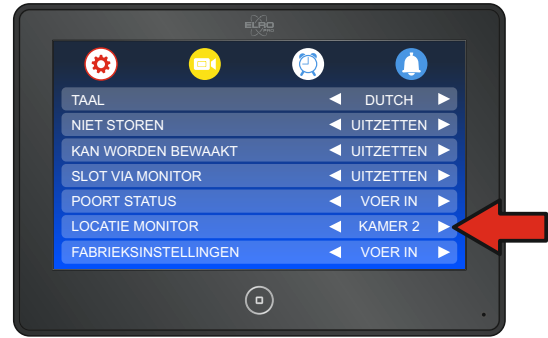 ELRO
TAAL DUTCH
NIET STOREN UITZETTEN
KAN WORDEN BEWAAKT UITZETTEN
SLOT VIA MONITOR UITZETTEN
POORT STATUS VOER IN
LOCATIE MONITOR KAMER 2
FABRIEKSINSTELLINGEN VOER IN